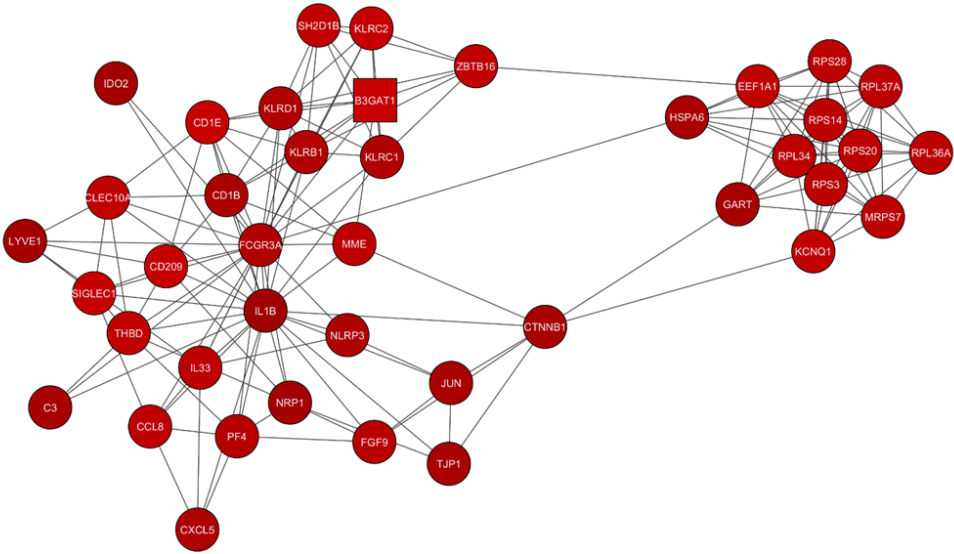 SH2D1B
KLRC2
ZBTB16
IDO2
KLRD1
B3GAT1
CD1E
KLRB1
KLRC1
CD1B
CLEC10A
LYVE1
FCGR3A
MME
CD209
SIGLEC1
IL1B
THBD
NLRP3
CTNNB1
IL33
JUN
C3
NRP1
CCL8
PF4
FGF9
TJP1
CXCL5
RPS28
EEF1A1
RPL37A
HSPA6
RPS14
RPL34
RPS20
RPL36A
RPS3
GART
MRPS7
KCNQ1